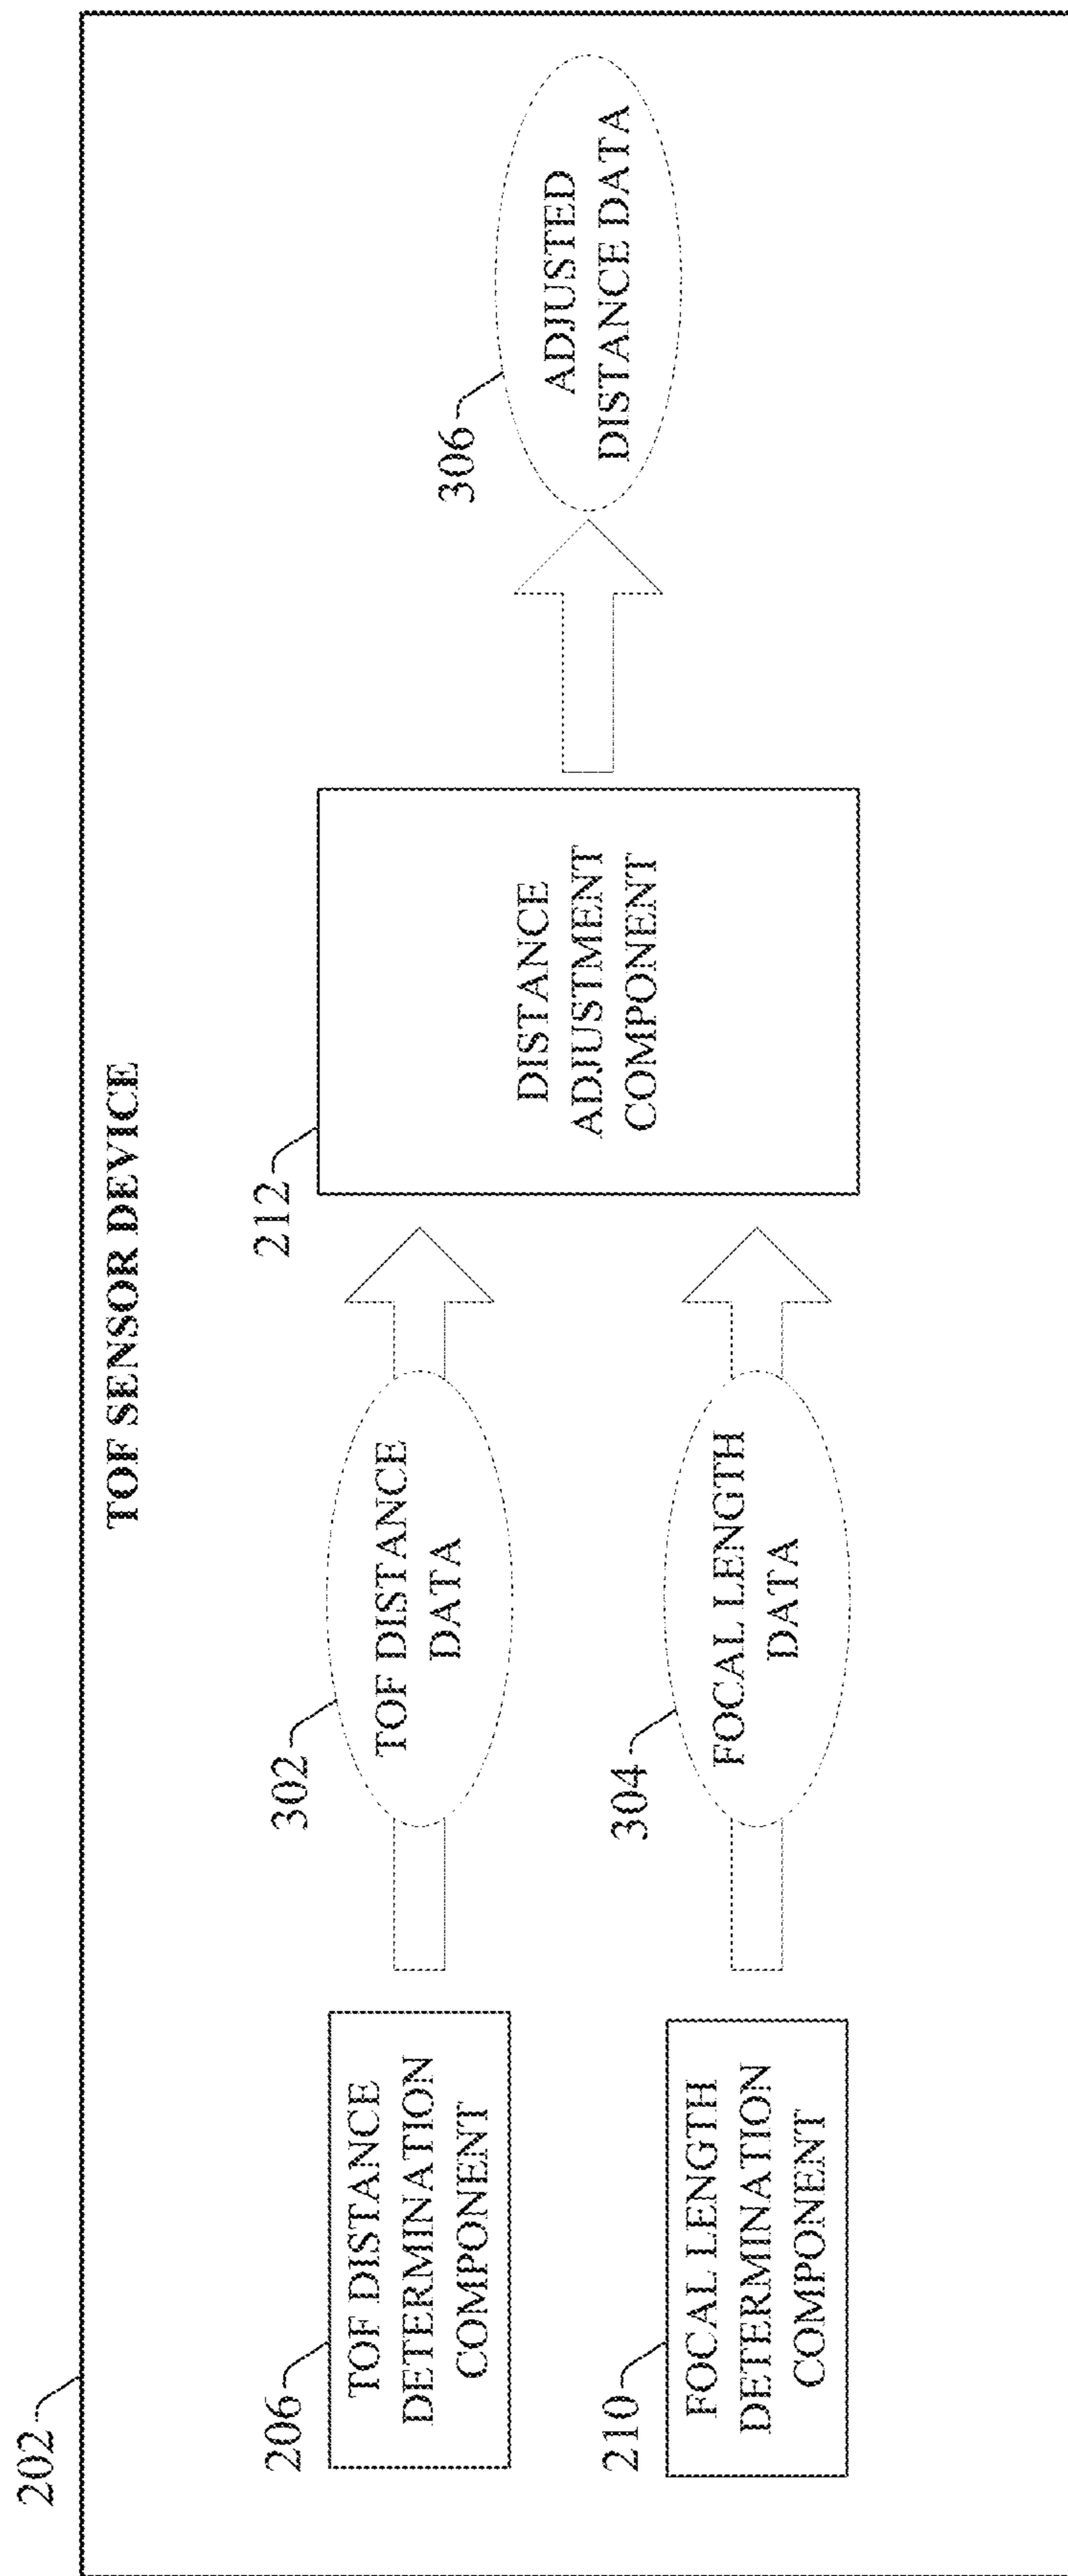 202
TOF SENSOR DEVICE
206
TOF DISTANCE
DETERMINATION
COMPONENT
302
TOF DISTANCE
DATA
210
FOCAL LENGTH
DETERMINATION
COMPONENT
304
FOCAL LENGTH
DATA
212
DISTANCE
ADJUSTMENT
COMPONENT
306
ADJUSTED
DISTANCE DATA